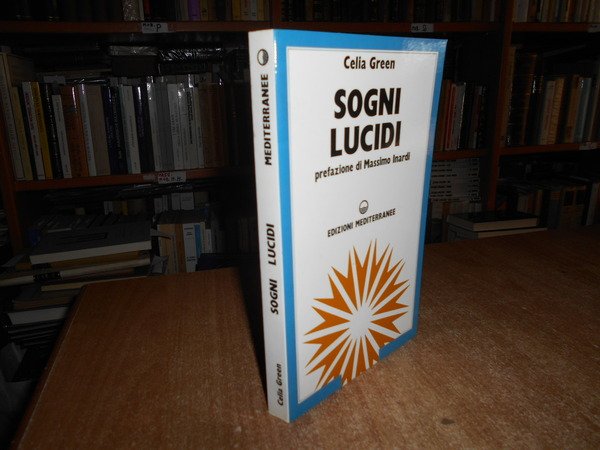 Celia Green
SOGNI
LUCIDI
prefazione di Massimo Inardi
EDIZIONI MEDITERRANEE
MEDITERRANEE
SOGNI LUCIDI
Celia Green